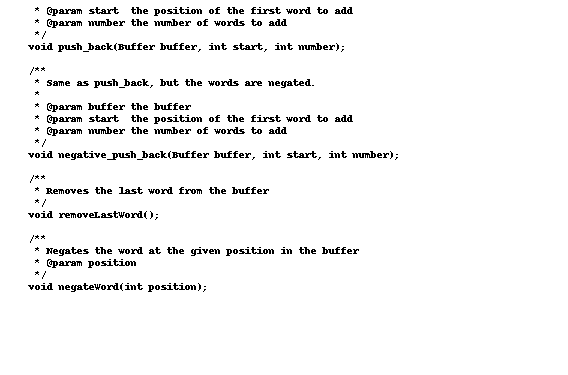 * @param start  the position of the first word to add
 * @param number the number of words to add
 */
void push_back(Buffer buffer, int start, int number);
/**
 * Same as push_back, but the words are negated.
 *
 * @param buffer the buffer
 * @param start  the position of the first word to add
 * @param number the number of words to add
 */
void negative_push_back(Buffer buffer, int start, int number);
/**
 * Removes the last word from the buffer
 */
void removeLastWord();
/**
 * Negates the word at the given position in the buffer
 * @param position
 */
void negateWord(int position);